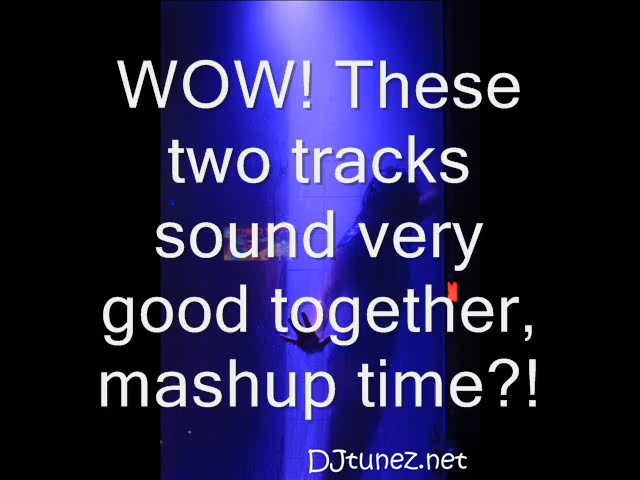 WOW! These
two tracks
sound very
good together,
mashup time?!
DJtunez.net